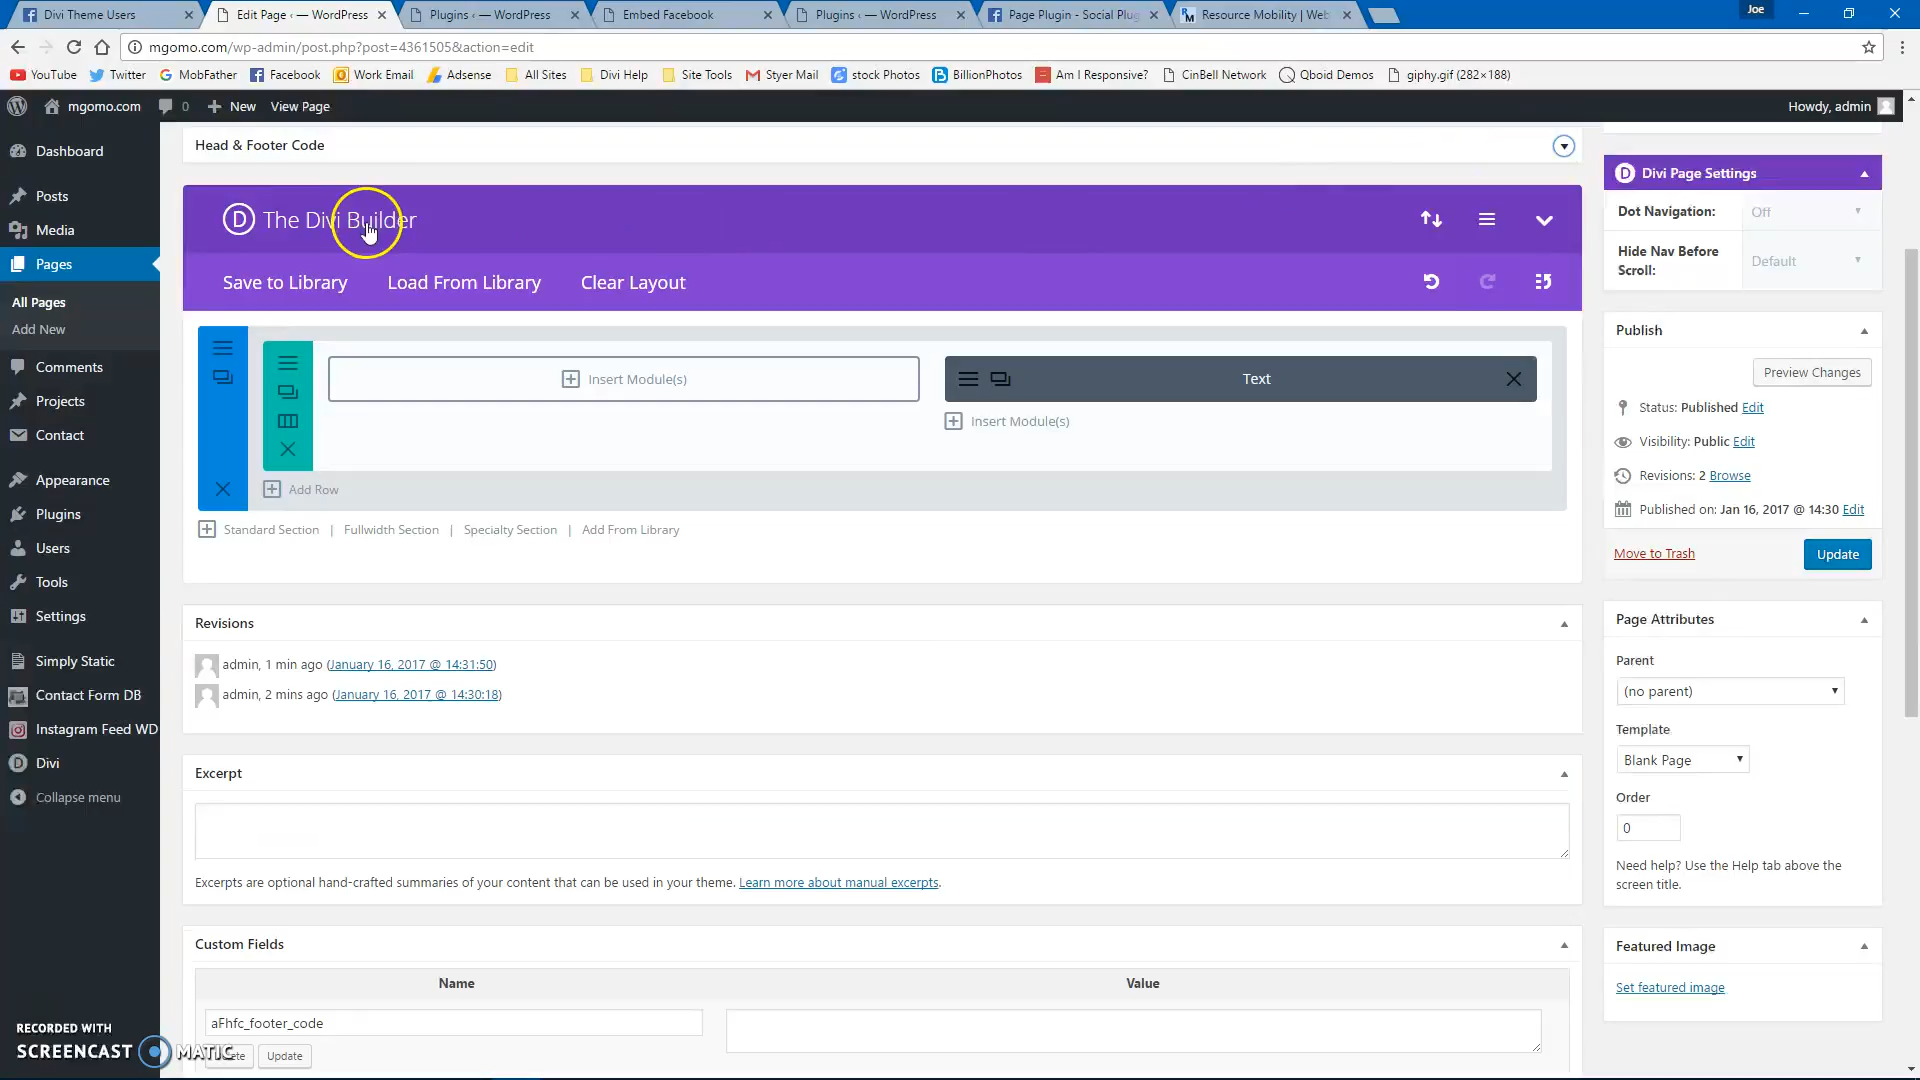 Divi Theme Users
Edit Page ‹ — WordPress
Plugins ‹ — WordPress
Embed Facebook
Plugins ‹ — WordPress
Page Plugin - Social Plug
Resource Mobility | Web
Joe
mgomo.com/wp-admin/post.php?post=4361505&action=edit
YouTube
Twitter
MobFather
Facebook
Work Email
Adsense
All Sites
Divi Help
Site Tools
Styer Mail
stock Photos
BillionPhotos
Am I Responsive?
CinBell Network
Qboid Demos
giphy.gif (282×188)
mgomo.com
0
New
View Page
Howdy, admin
Dashboard
Posts
Media
Pages
All Pages
Add New
Comments
Projects
Contact
Appearance
Plugins
Users
Tools
Settings
Simply Static
Contact Form DB
Instagram Feed WD
Divi
Collapse menu
Head & Footer Code
The Divi Builder
Save to Library
Load From Library
Clear Layout
Insert Module(s)
Text
Insert Module(s)
Add Row
Standard Section | Fullwidth Section | Specialty Section | Add From Library
Revisions
admin, 1 min ago (January 16, 2017 @ 14:31:50)
admin, 2 mins ago (January 16, 2017 @ 14:30:18)
Excerpt
Excerpts are optional hand-crafted summaries of your content that can be used in your theme. Learn more about manual excerpts.
Custom Fields
Name
Value
aFhfc_footer_code
Update
Divi Page Settings
Dot Navigation:
Off
Hide Nav Before
Scroll:
Default
Publish
Preview Changes
Status: Published Edit
Visibility: Public Edit
Revisions: 2 Browse
Published on: Jan 16, 2017 @ 14:30 Edit
Move to Trash
Update
Page Attributes
Parent
(no parent)
Template
Blank Page
Order
0
Need help? Use the Help tab above the
screen title.
Featured Image
Set featured image
RECORDED WITH
SCREENCAST MATIC